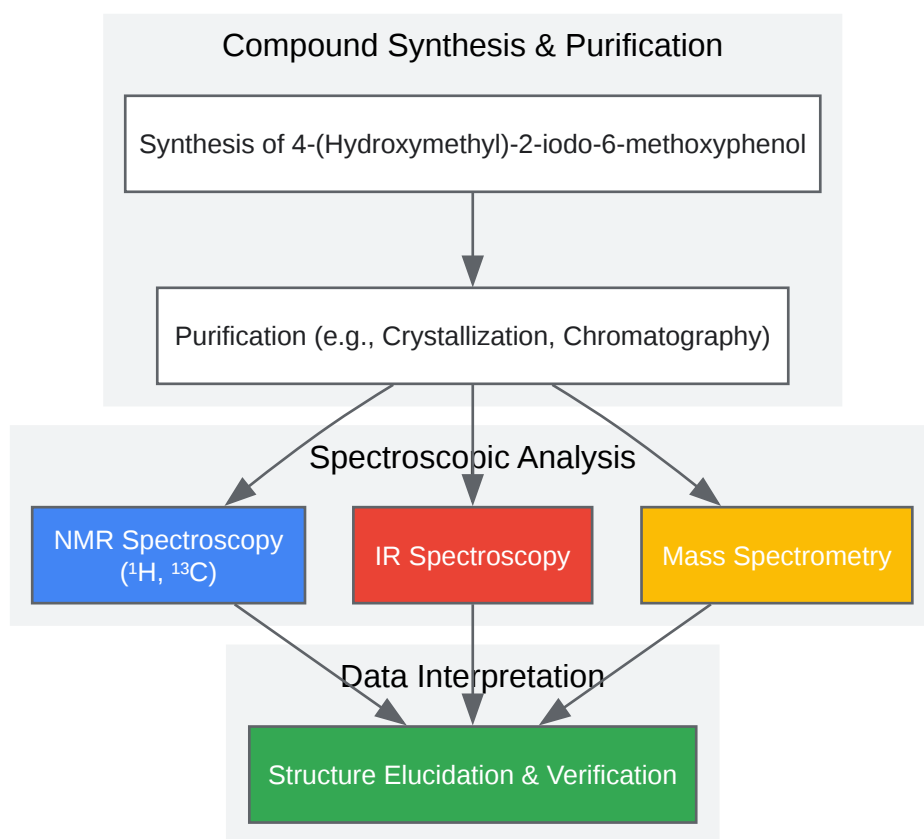 Compound Synthesis & Purification
Synthesis of 4-(Hydroxymethyl)-2-iodo-6-methoxyphenol
Purification (e.g., Crystallization, Chromatography)
Spectroscopic Analysis
NMR Spectroscopy
(¹H, ¹³C)
IR Spectroscopy
Mass Spectrometry
Data Interpretation
Structure Elucidation & Verification